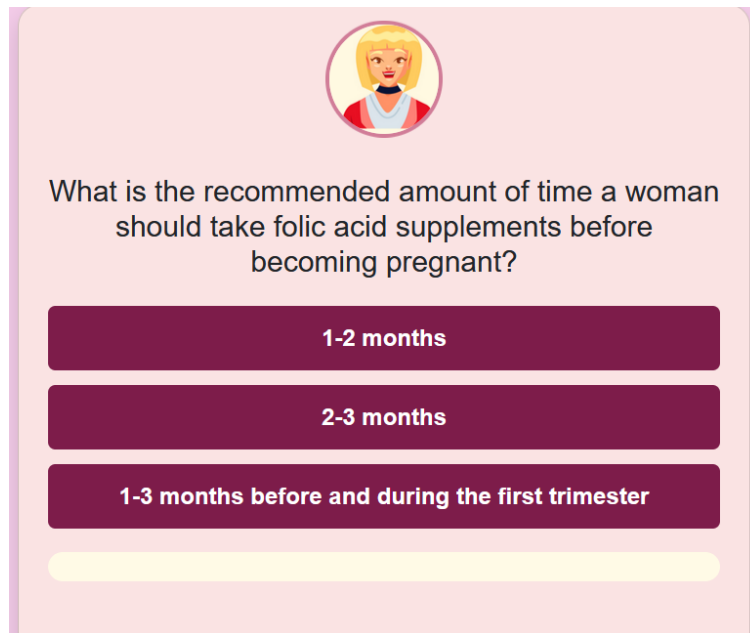 What is the recommended amount of time a woman
should take folic acid supplements before
becoming pregnant?
1-2 months
2-3 months
1-3 months before and during the first trimester